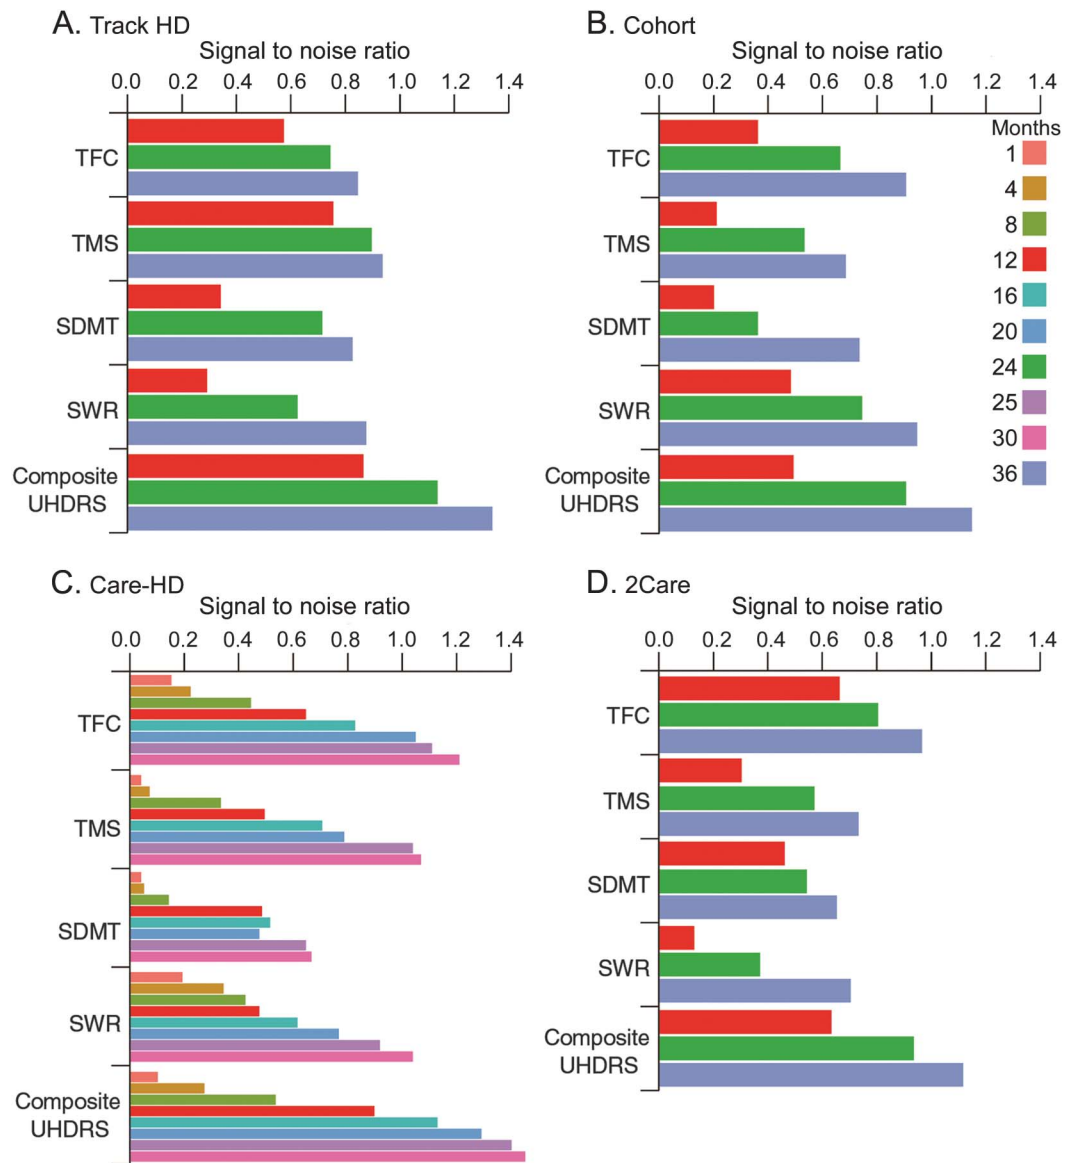 A. Track HD
Signal to noise ratio
0.0 0.2 0.4 0.6 0.8 1.0 1.2 1.4
TFC
TMS
SDMT
SWR
Composite
UHDRS
B. Cohort
Signal to noise ratio
0.0 0.2 0.4 0.6 0.8 1.0 1.2 1.4
TFC
TMS
SDMT
SWR
Composite
UHDRS
Months
1
4
8
12
16
20
24
25
30
36
C. Care-HD
Signal to noise ratio
0.0 0.2 0.4 0.6 0.8 1.0 1.2 1.4
TFC
TMS
SDMT
SWR
Composite
UHDRS
D. 2Care
Signal to noise ratio
0.0 0.2 0.4 0.6 0.8 1.0 1.2 1.4
TFC
TMS
SDMT
SWR
Composite
UHDRS